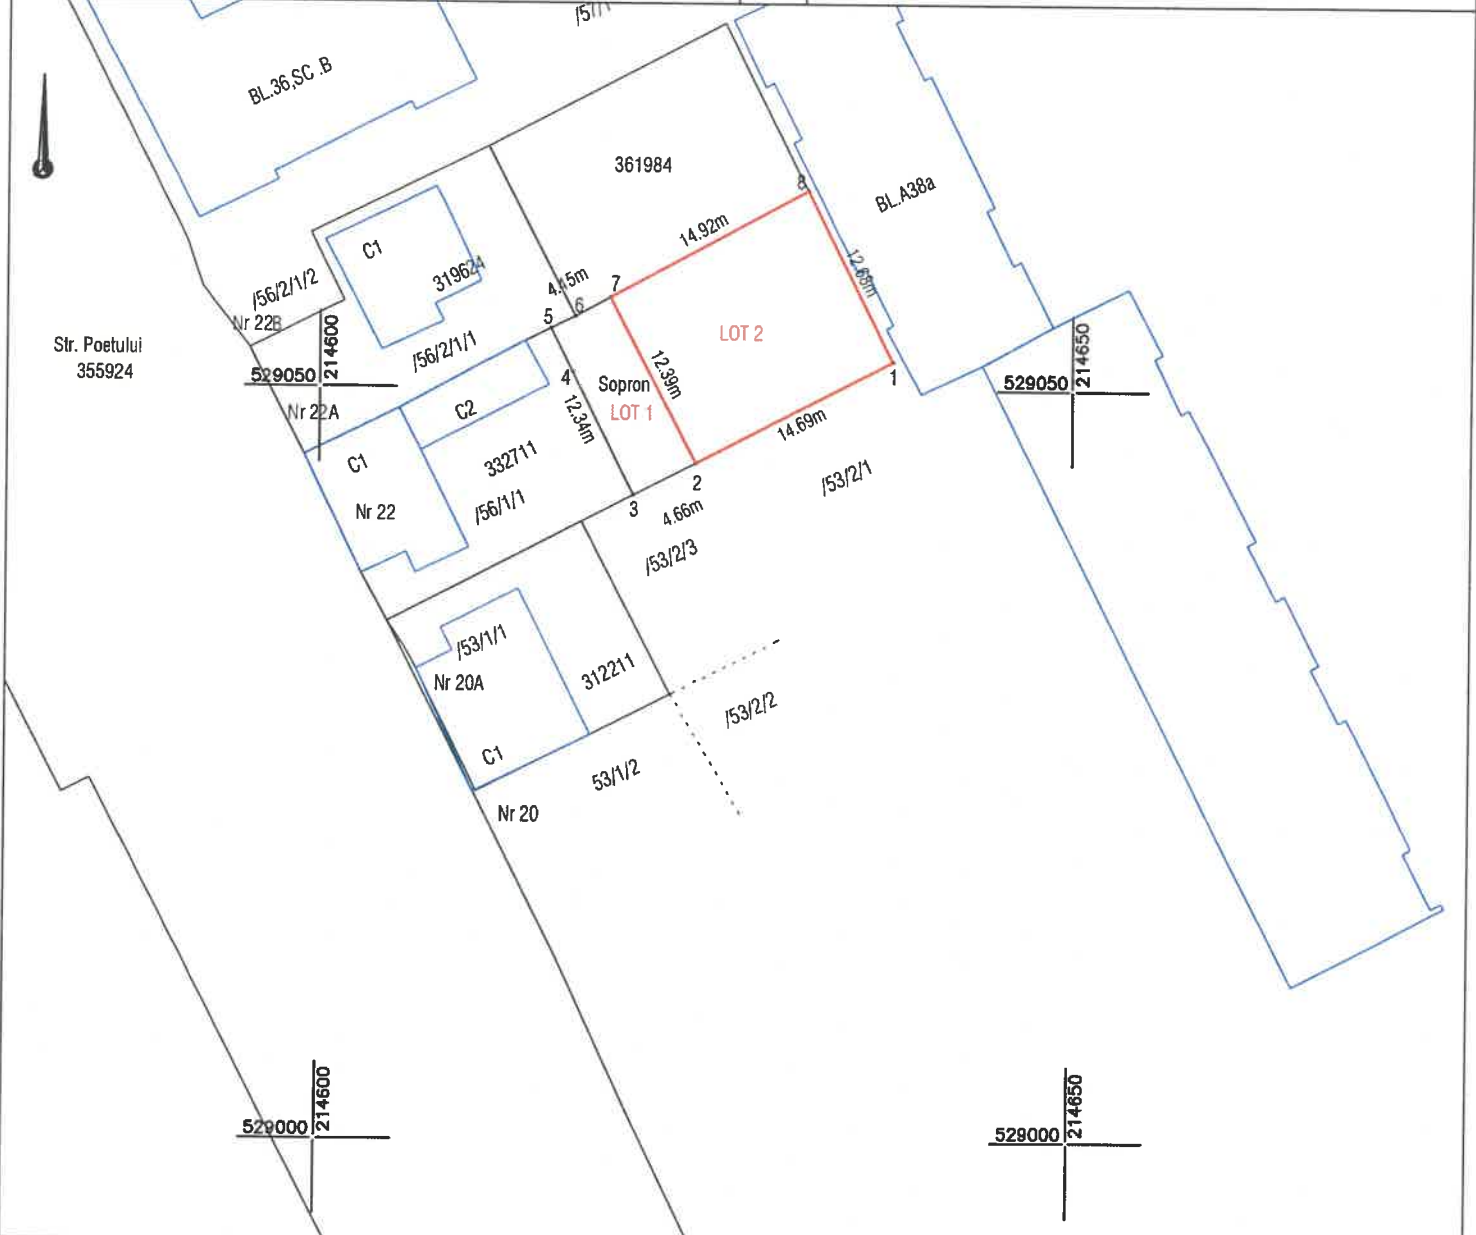 /57/1
BL.36,SC .B
361984
8
BL.A38a
C1
319624
14.92m
12.68m
/56/2/1/2
4.45m
7
6
5
Nr 22B
214600
/56/2/1/1
LOT 2
Str. Poetului
355924
529050
214650
529050
1
4
Sopron
12.39m
Nr 22A
C2
LOT 1
12.34m
14.69m
C1
332711
/53/2/1
2
Nr 22
/56/1/1
3
4.66m
/53/2/3
/53/1/1
312211
Nr 20A
/53/2/2
C1
53/1/2
Nr 20
214600
529000
214650
529000